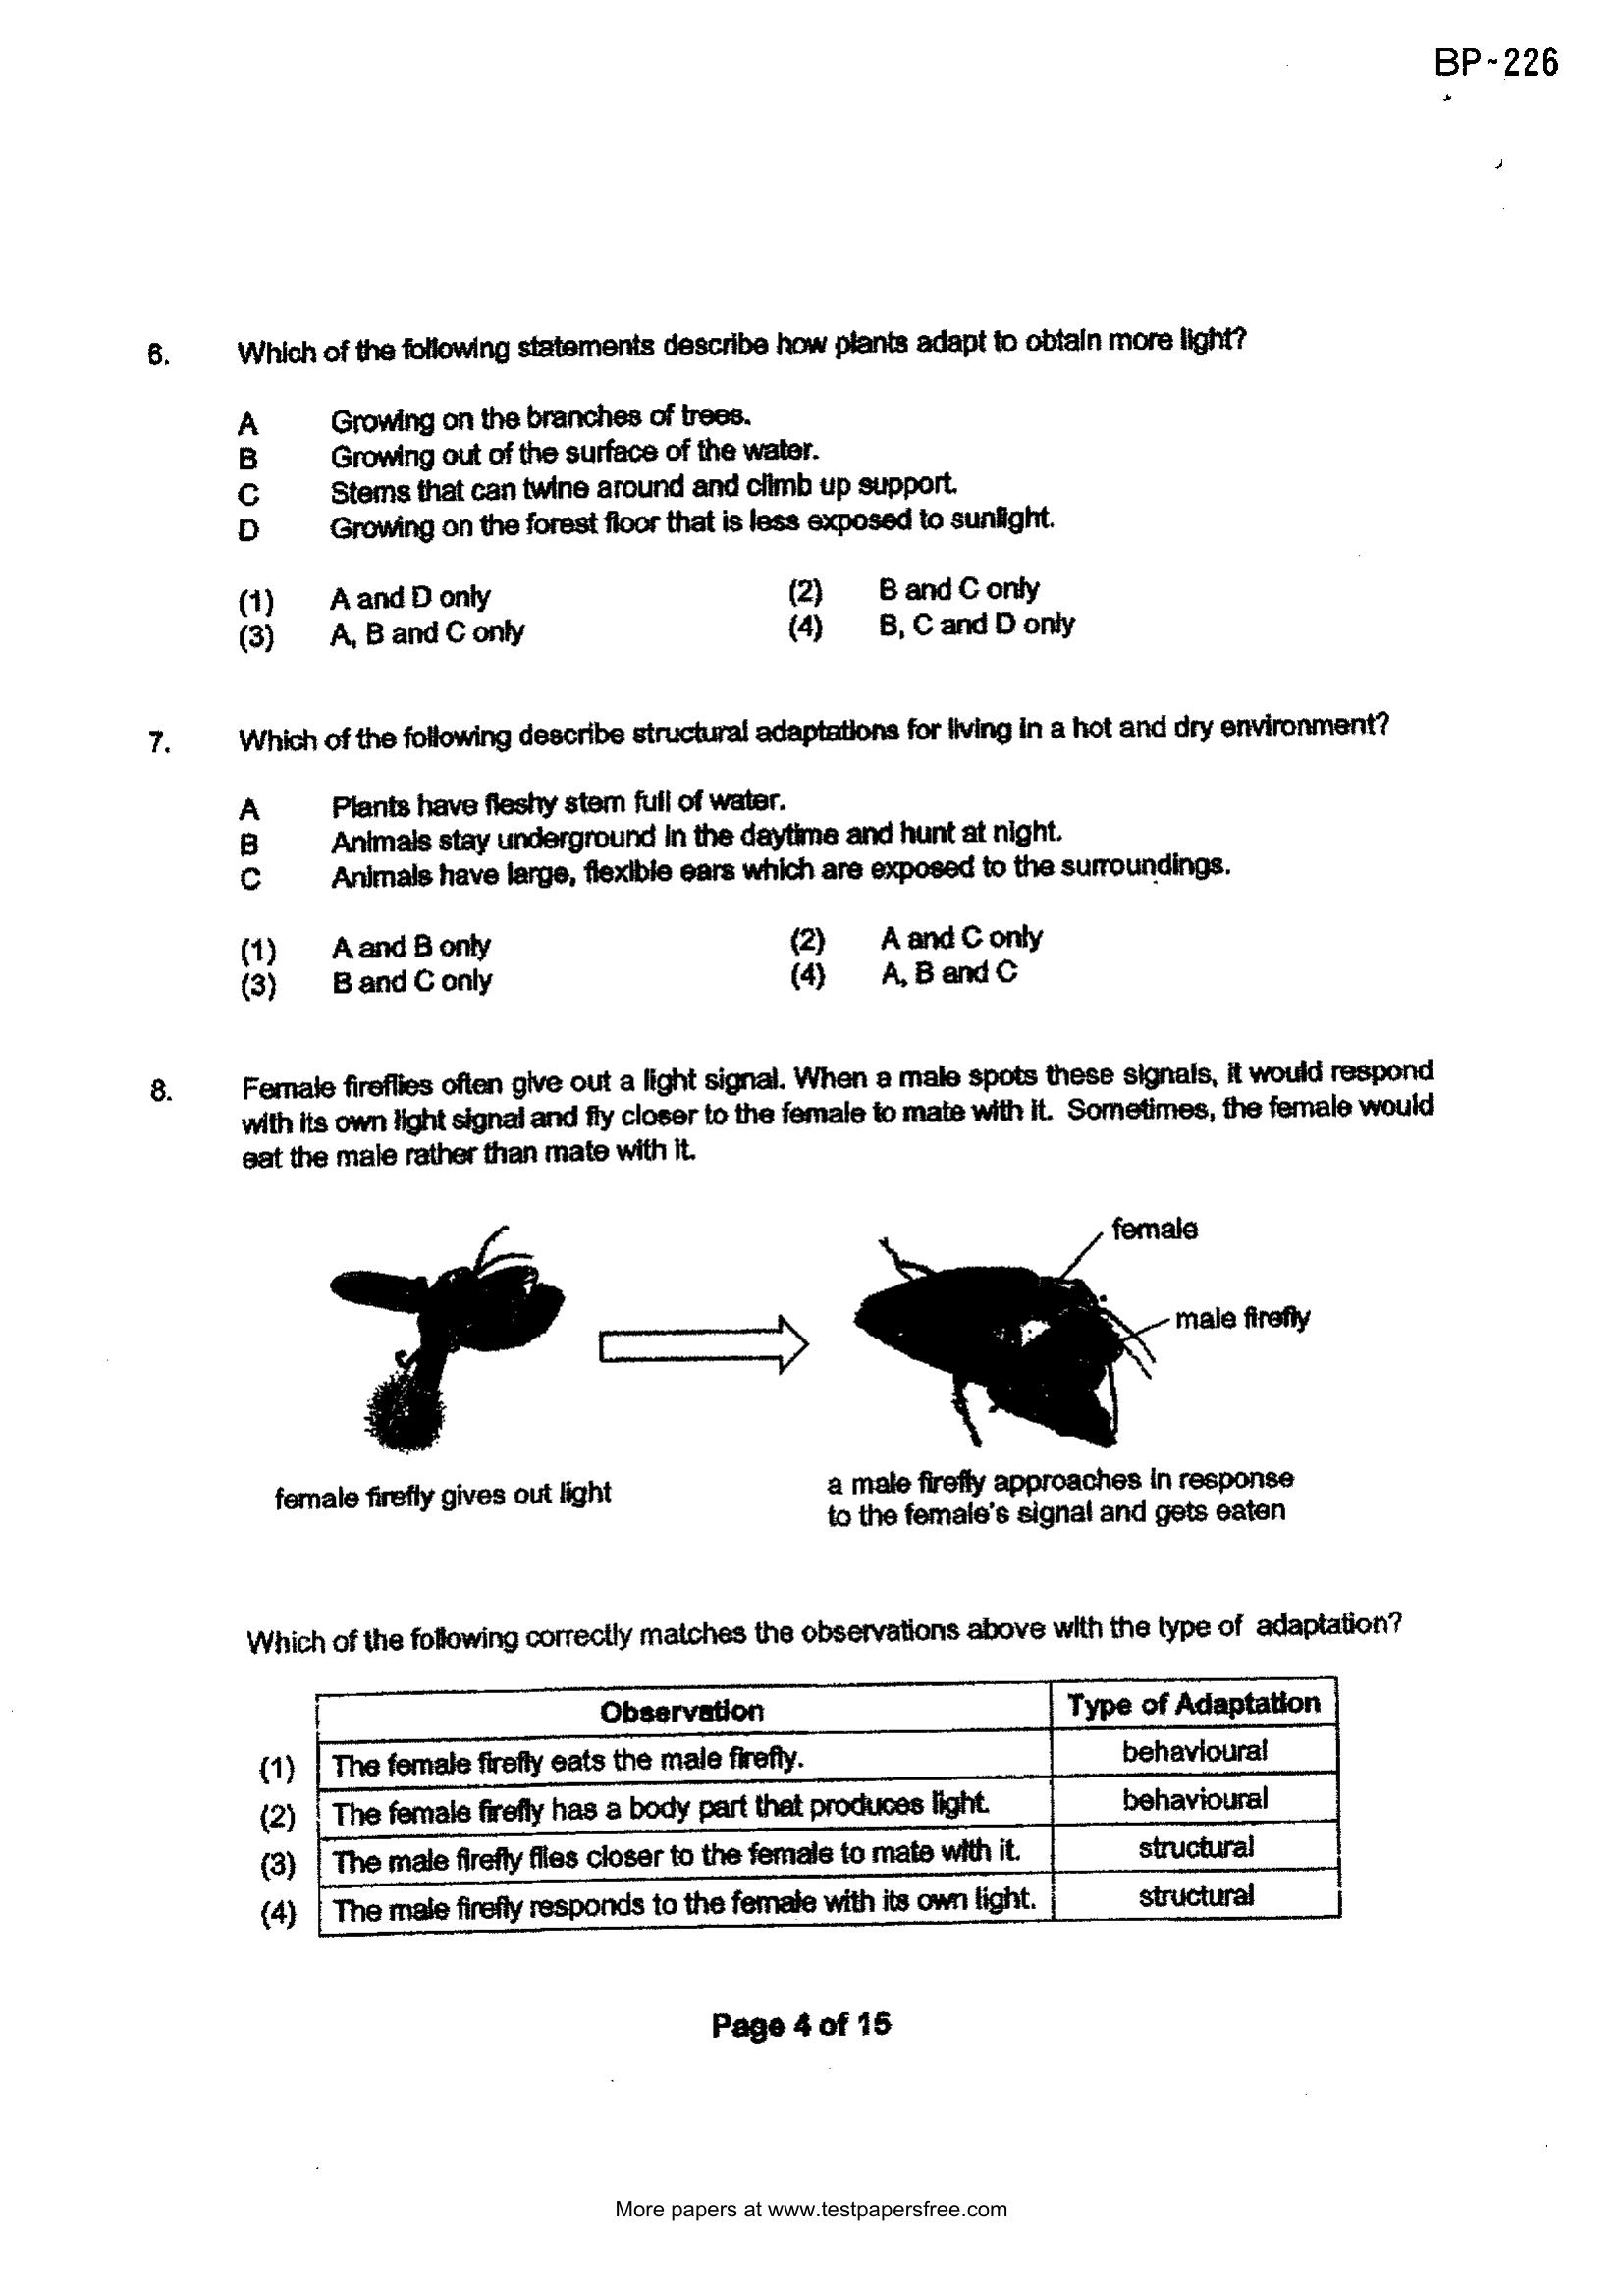 BP-226
6. Which of the following statements describe how plants adapt to obtain more light?
A Growing on the branches of trees.
B Growing out of the surface of the water.
C Stems that can twine around and climb up support.
D Growing on the forest floor that is less exposed to sunlight.
(1) A and D only (2) B and C only
(3) A, B and C only (4) B, C and D only
7. Which of the following describe structural adaptations for living in a hot and dry environment?
A Plants have fleshy stem full of water.
B Animals stay underground in the daytime and hunt at night.
C Animals have large, flexible ears which are exposed to the surroundings.
(1) A and B only (2) A and C only
(3) B and C only (4) A, B and C
8. Female fireflies often give out a light signal. When a male spots these signals, it would respond
with its own light signal and fly closer to the female to mate with it. Sometimes, the female would
eat the male rather than mate with it.
female
male firefly
female firefly gives out light
a male firefly approaches in response
to the female's signal and gets eaten
Which of the following correctly matches the observations above with the type of adaptation?
Observation Type of Adaptation
(1) The female firefly eats the male firefly. behavioural
(2) The female firefly has a body part that produces light. behavioural
(3) The male firefly flies closer to the female to mate with it. structural
(4) The male firefly responds to the female with its own light. structural
Page 4 of 15
More papers at www.testpapersfree.com